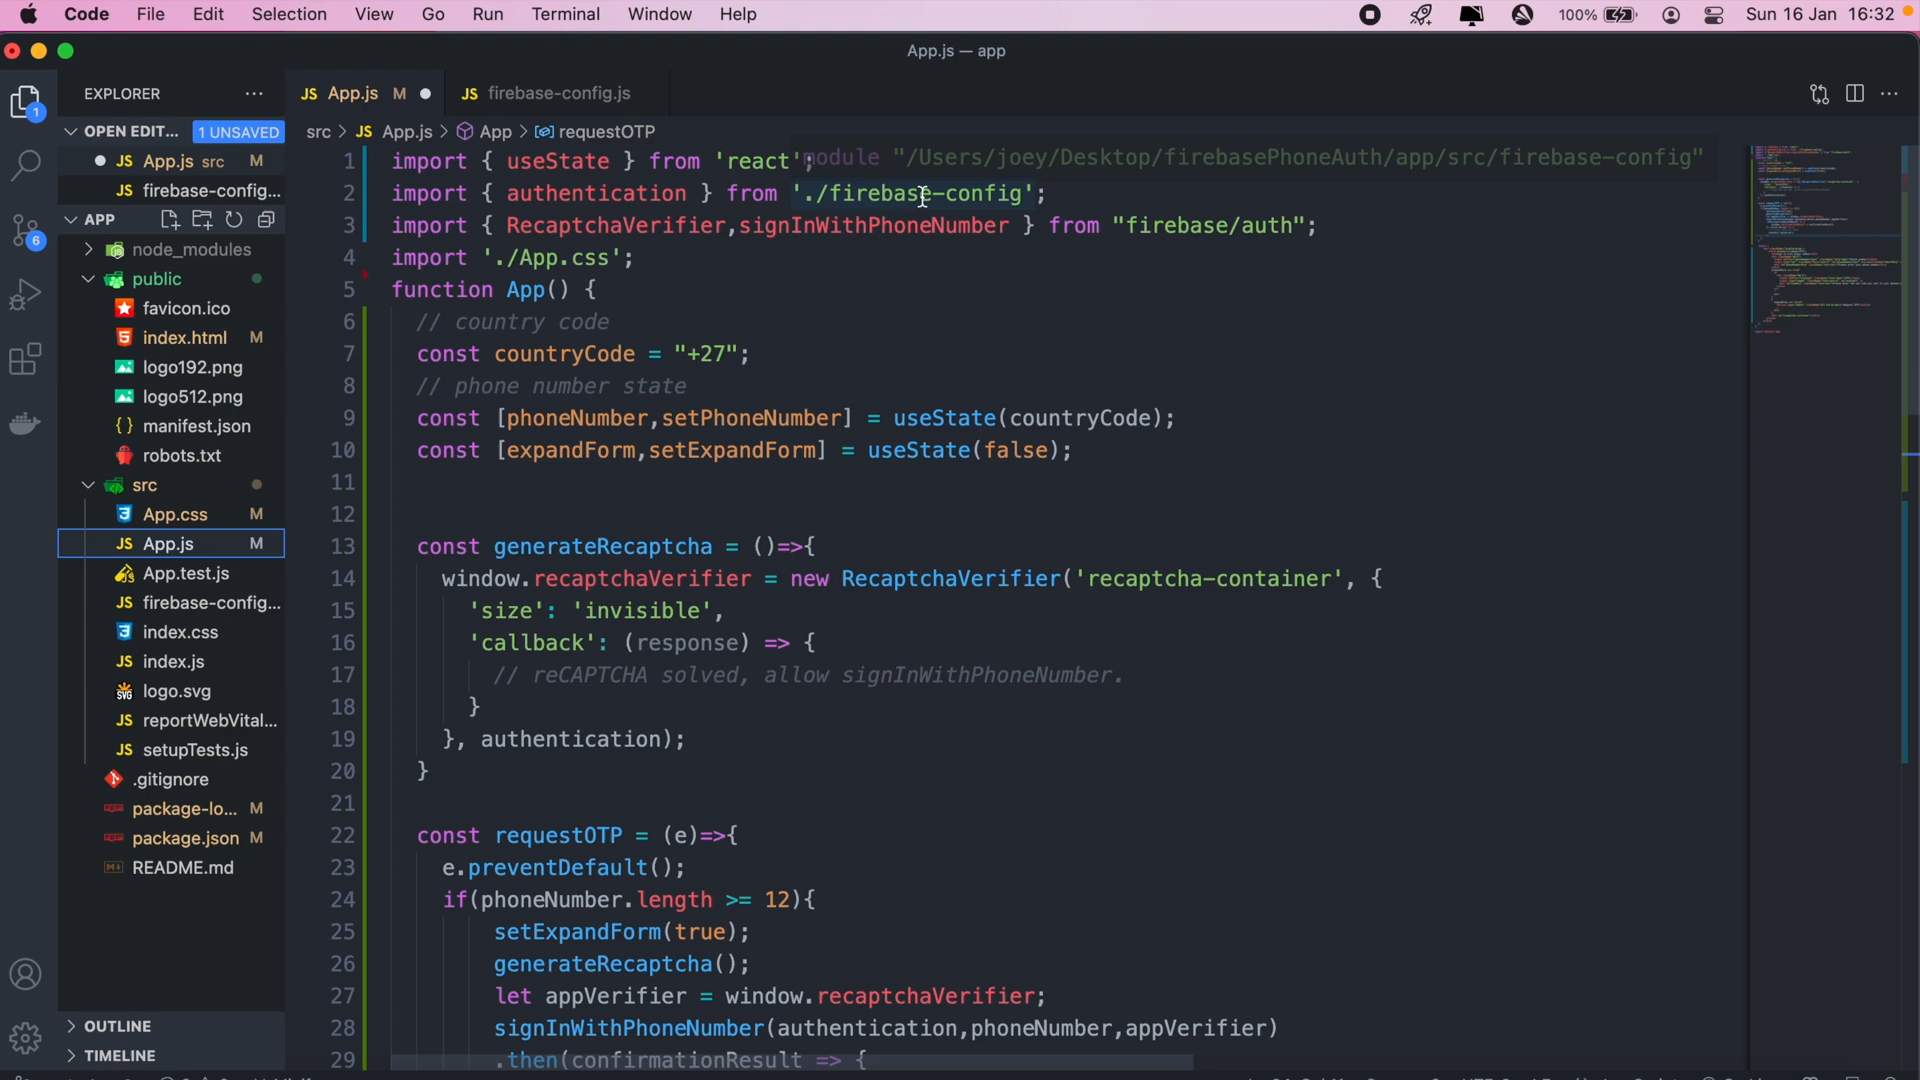 Code File Edit Selection View Go Run Terminal Window Help 100% Sun 16 Jan 16:32
App.js — app
EXPLORER
JS App.js M
JS firebase-config.js
1
OPEN EDIT... 1 UNSAVED
JS App.js src M
JS firebase-config...
APP
node_modules
public
favicon.ico
index.html M
logo192.png
logo512.png
{} manifest.json
robots.txt
src
App.css M
JS App.js M
App.test.js
JS firebase-config...
index.css
JS index.js
logo.svg
JS reportWebVital...
JS setupTests.js
.gitignore
package-lo... M
package.json M
README.md
OUTLINE
TIMELINE
6
src > JS App.js > App > requestOTP
module "/Users/joey/Desktop/firebasePhoneAuth/app/src/firebase-config"
1 import { useState } from 'react';
2 import { authentication } from './firebase-config';
3 import { RecaptchaVerifier,signInWithPhoneNumber } from "firebase/auth";
4 import './App.css';
5 function App() {
6 // country code
7 const countryCode = "+27";
8 // phone number state
9 const [phoneNumber,setPhoneNumber] = useState(countryCode);
10 const [expandForm,setExpandForm] = useState(false);
11
12
13 const generateRecaptcha = ()=>{
14 window.recaptchaVerifier = new RecaptchaVerifier('recaptcha-container', {
15 'size': 'invisible',
16 'callback': (response) => {
17 // reCAPTCHA solved, allow signInWithPhoneNumber.
18 }
19 }, authentication);
20 }
21
22 const requestOTP = (e)=>{
23 e.preventDefault();
24 if(phoneNumber.length >= 12){
25 setExpandForm(true);
26 generateRecaptcha();
27 let appVerifier = window.recaptchaVerifier;
28 signInWithPhoneNumber(authentication,phoneNumber,appVerifier)
29 .then(confirmationResult => {